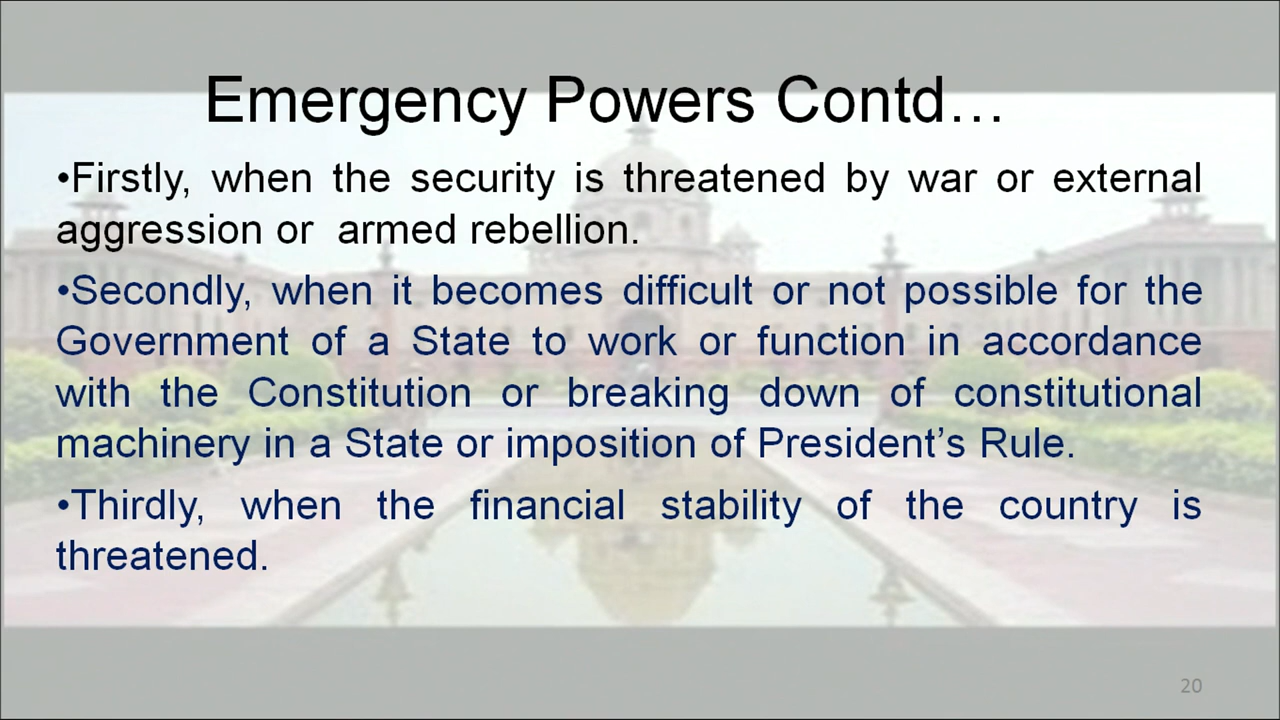 Emergency Powers Contd...
•Firstly, when the security is threatened by war or external
aggression or  armed rebellion.
•Secondly, when it becomes difficult or not possible for the
Government of a State to work or function in accordance
with the Constitution or breaking down of constitutional
machinery in a State or imposition of President’s Rule.
•Thirdly, when the financial stability of the country is
threatened.
20